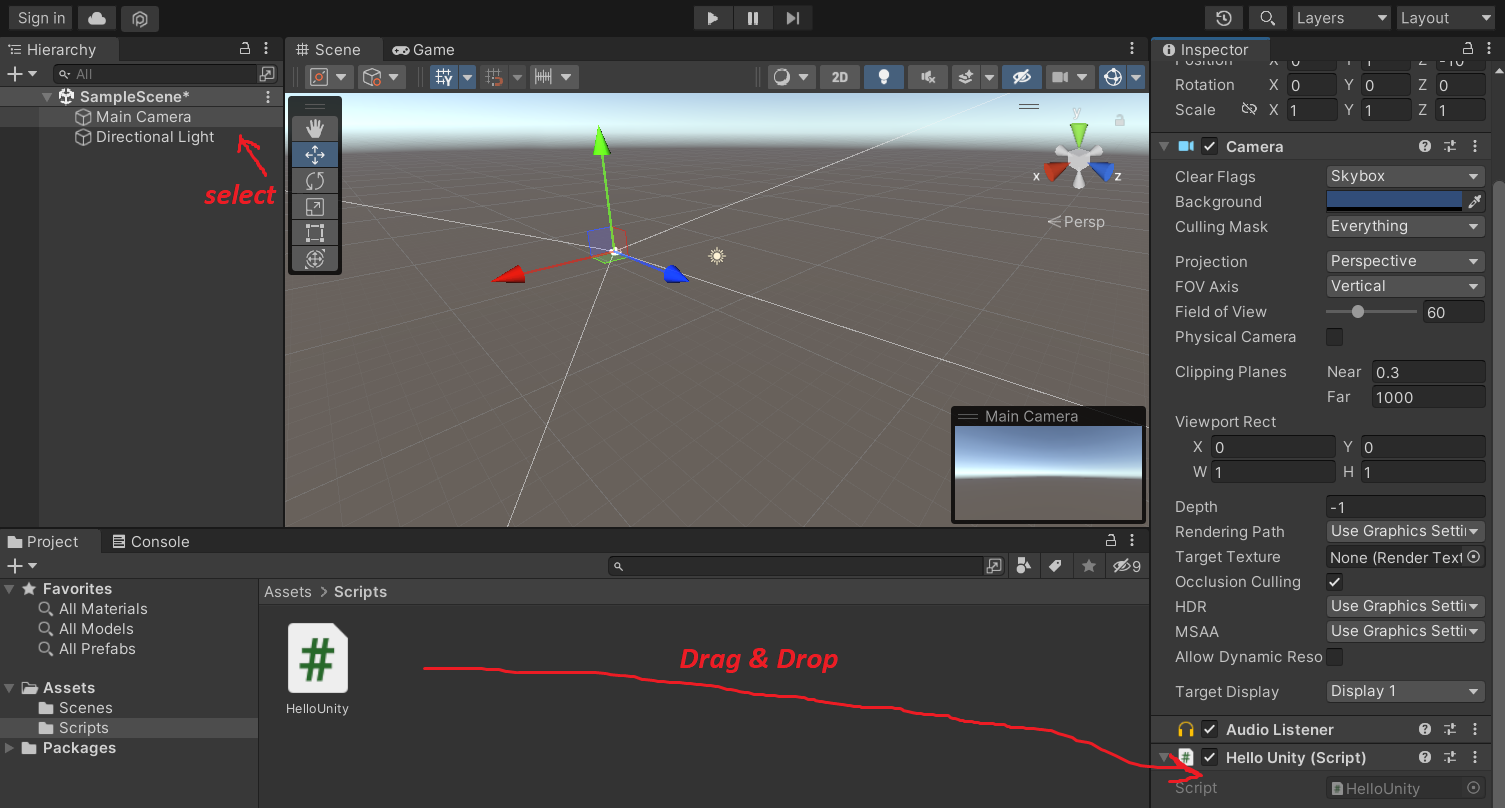 Sign in
Layers
Layout
Hierarchy
All
SampleScene*
Main Camera
Directional Light
select
Scene
Game
2D
y
x
z
Persp
Main Camera
Inspector
Position X 0 Y 1 Z -10
Rotation X 0 Y 0 Z 0
Scale X 1 Y 1 Z 1
Camera
Clear Flags Skybox
Background
Culling Mask Everything
Projection Perspective
FOV Axis Vertical
Field of View 60
Physical Camera
Clipping Planes Near 0.3
Far 1000
Viewport Rect
X 0 Y 0
W 1 H 1
Depth -1
Rendering Path Use Graphics Settin
Target Texture None (Render Text
Occlusion Culling
HDR Use Graphics Settin
MSAA Use Graphics Settin
Allow Dynamic Reso
Target Display Display 1
Audio Listener
# Hello Unity (Script)
Script # HelloUnity
Project
Console
9
Favorites
All Materials
All Models
All Prefabs
Assets
Scenes
Scripts
Packages
Assets > Scripts
#
HelloUnity
Drag & Drop